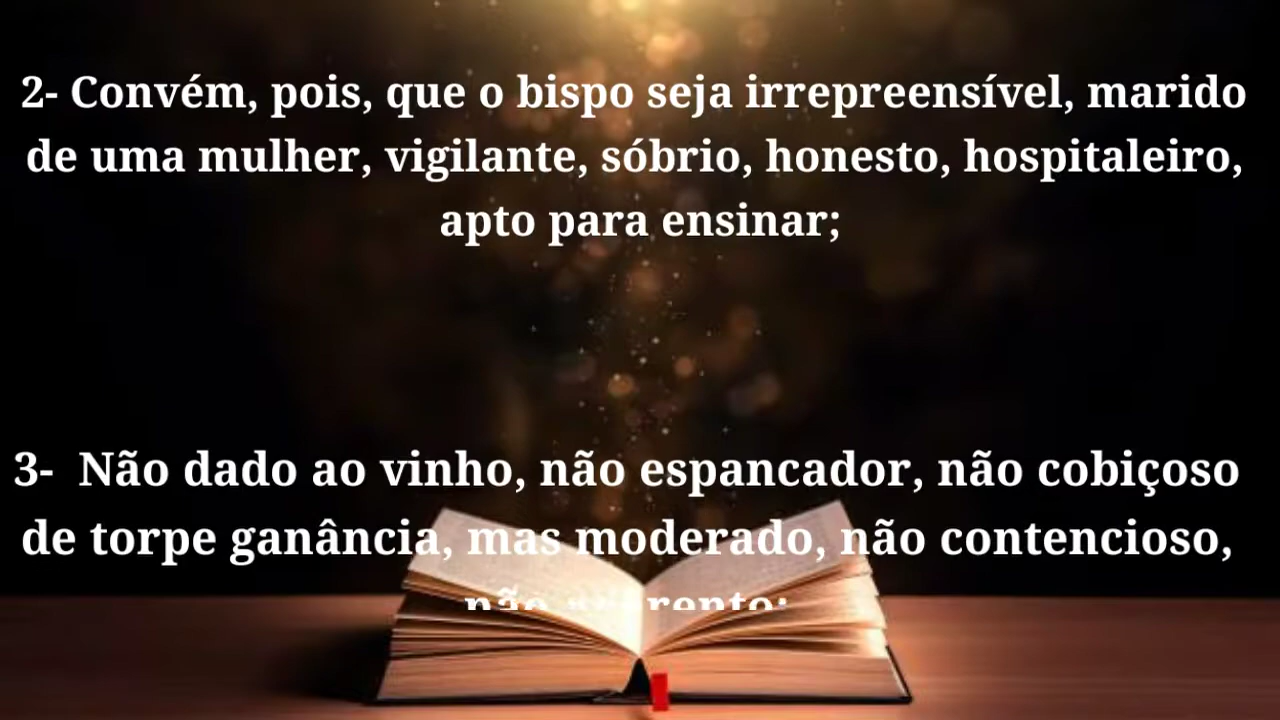 2- Convém, pois, que o bispo seja irrepreensível, marido
de uma mulher, vigilante, sóbrio, honesto, hospitaleiro,
apto para ensinar;
3- Não dado ao vinho, não espancador, não cobiçoso
de torpe ganância, mas moderado, não contencioso,
não